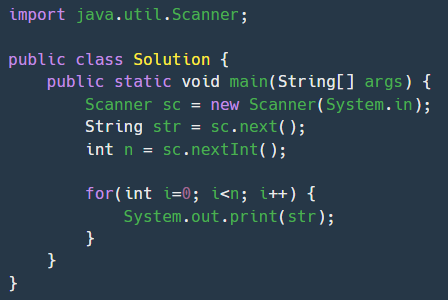 import java.util.Scanner;
public class Solution {
    public static void main(String[] args) {
        Scanner sc = new Scanner(System.in);
        String str = sc.next();
        int n = sc.nextInt();
        for(int i=0; i<n; i++) {
            System.out.print(str);
        }
    }
}